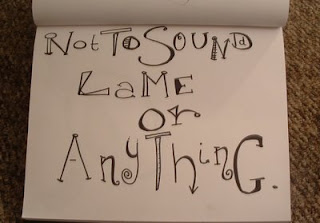 Not To Sound
Lame
or
AnyThinG.